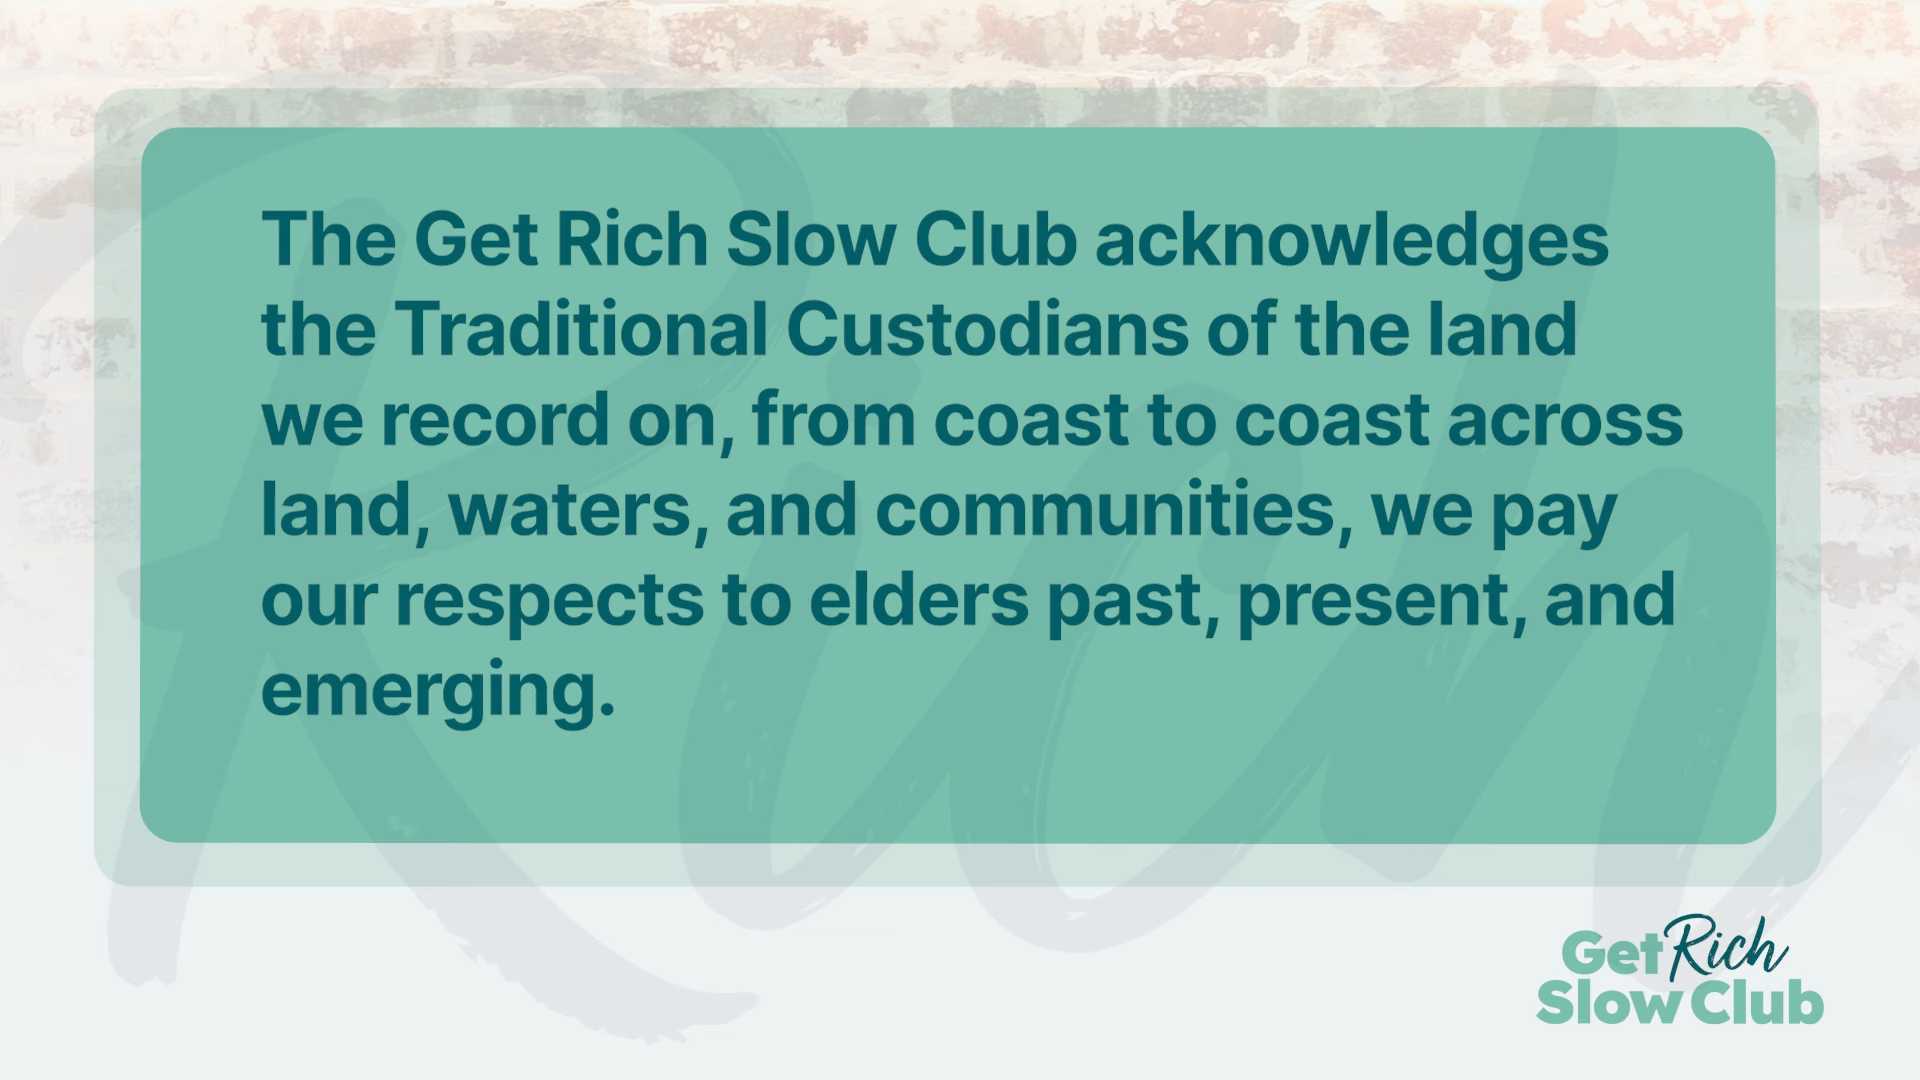 The Get Rich Slow Club acknowledges
the Traditional Custodians of the land
we record on, from coast to coast across
land, waters, and communities, we pay
our respects to elders past, present, and
emerging.
Get Rich
Slow Club